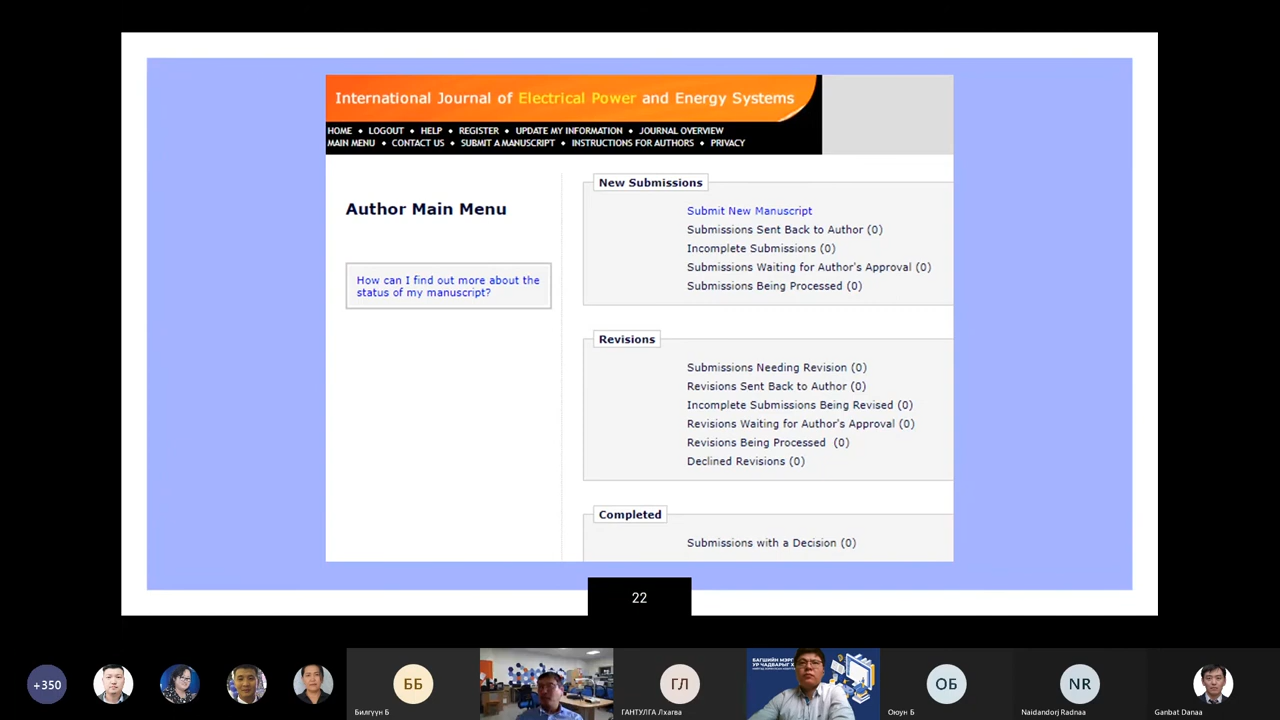 International Journal of Electrical Power and Energy Systems
HOME • LOGOUT • HELP • REGISTER • UPDATE MY INFORMATION • JOURNAL OVERVIEW
MAIN MENU • CONTACT US • SUBMIT A MANUSCRIPT • INSTRUCTIONS FOR AUTHORS • PRIVACY
Author Main Menu
How can I find out more about the
status of my manuscript?
New Submissions
Submit New Manuscript
Submissions Sent Back to Author (0)
Incomplete Submissions (0)
Submissions Waiting for Author's Approval (0)
Submissions Being Processed (0)
Revisions
Submissions Needing Revision (0)
Revisions Sent Back to Author (0)
Incomplete Submissions Being Revised (0)
Revisions Waiting for Author's Approval (0)
Revisions Being Processed (0)
Declined Revisions (0)
Completed
Submissions with a Decision (0)
22
+350
ББ
Билгүүн Б
ГЛ
ГАНТУЛГА Лхагва
БАГШИЙН МЭРГ
УР ЧАДВАРЫГ Х
ОБ
Оюун Б
NR
Naidandorj Radnaa
Ganbat Danaa